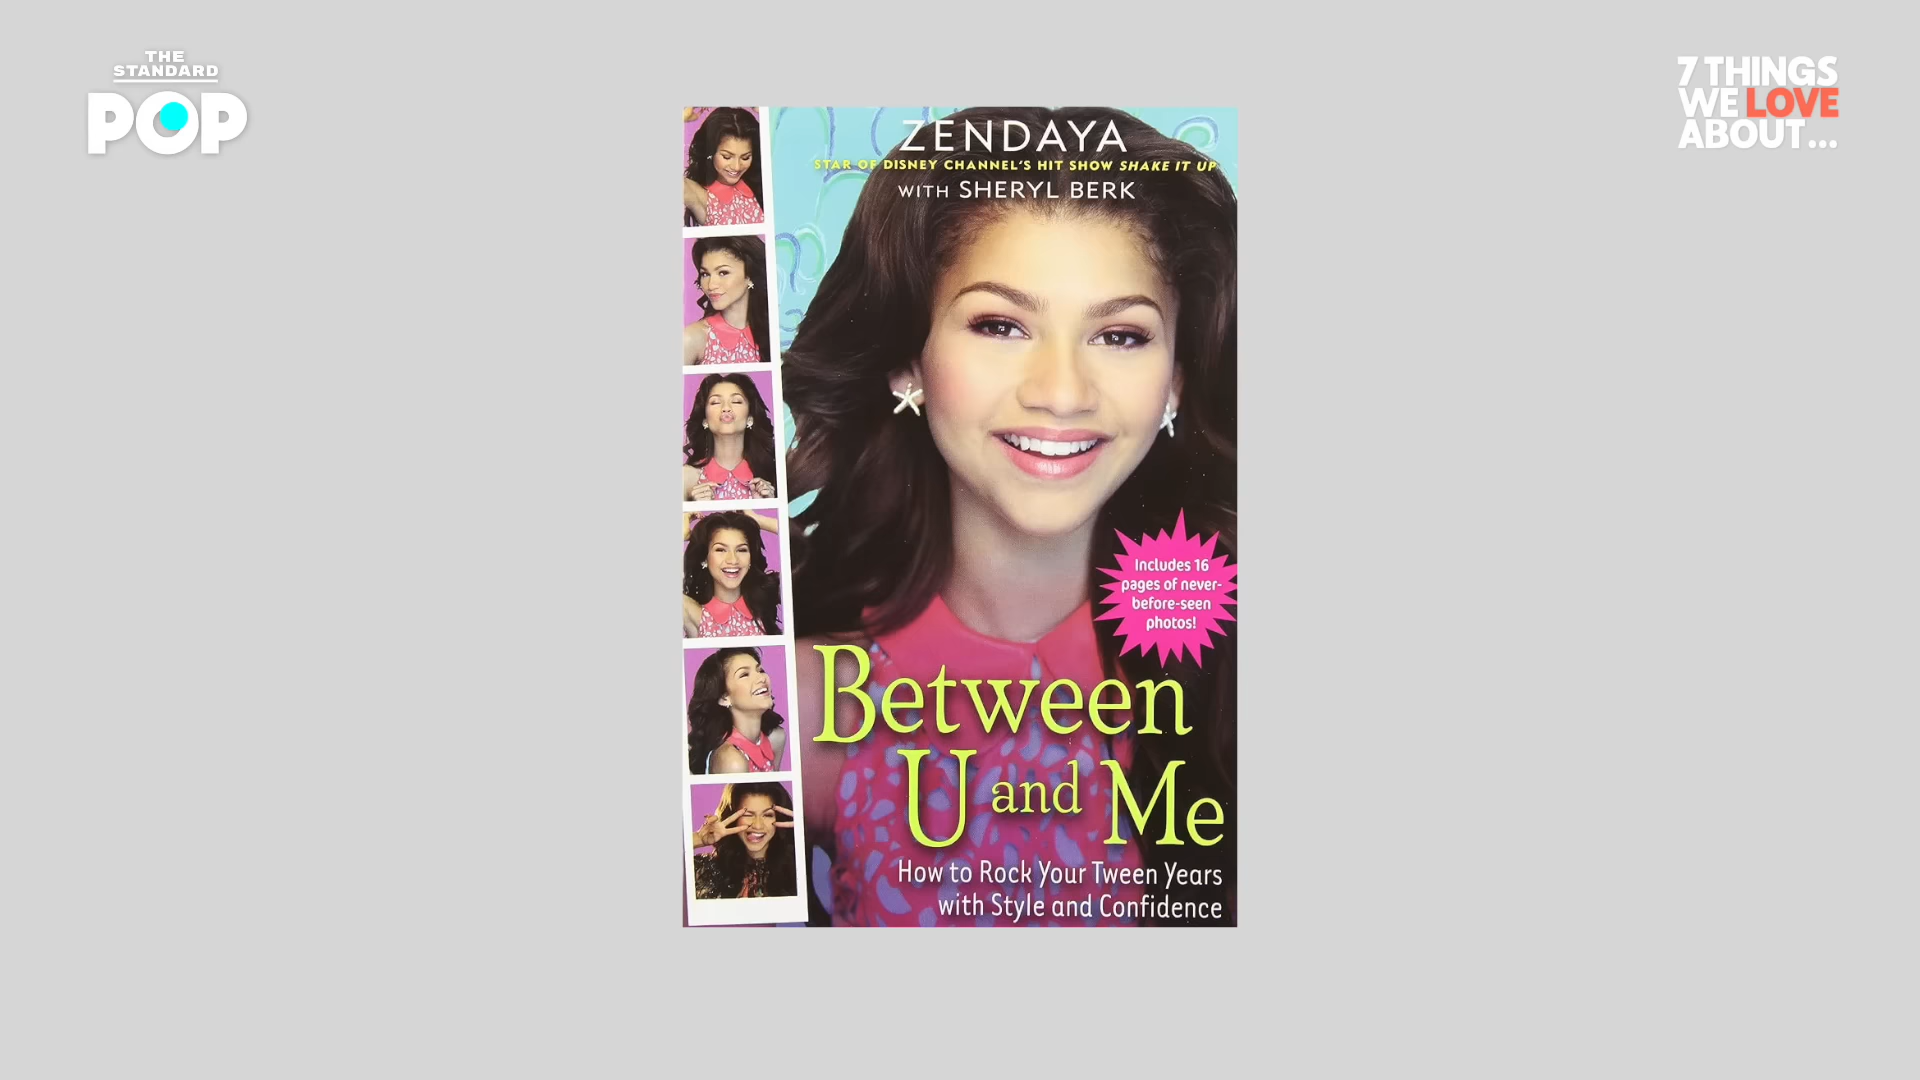 THE
STANDARD
POP
7 THINGS
WE LOVE
ABOUT...
ZENDAYA
STAR OF DISNEY CHANNEL'S HIT SHOW SHAKE IT UP
WITH SHERYL BERK
Includes 16
pages of never-
before-seen
photos!
Between
U and Me
How to Rock Your Tween Years
with Style and Confidence